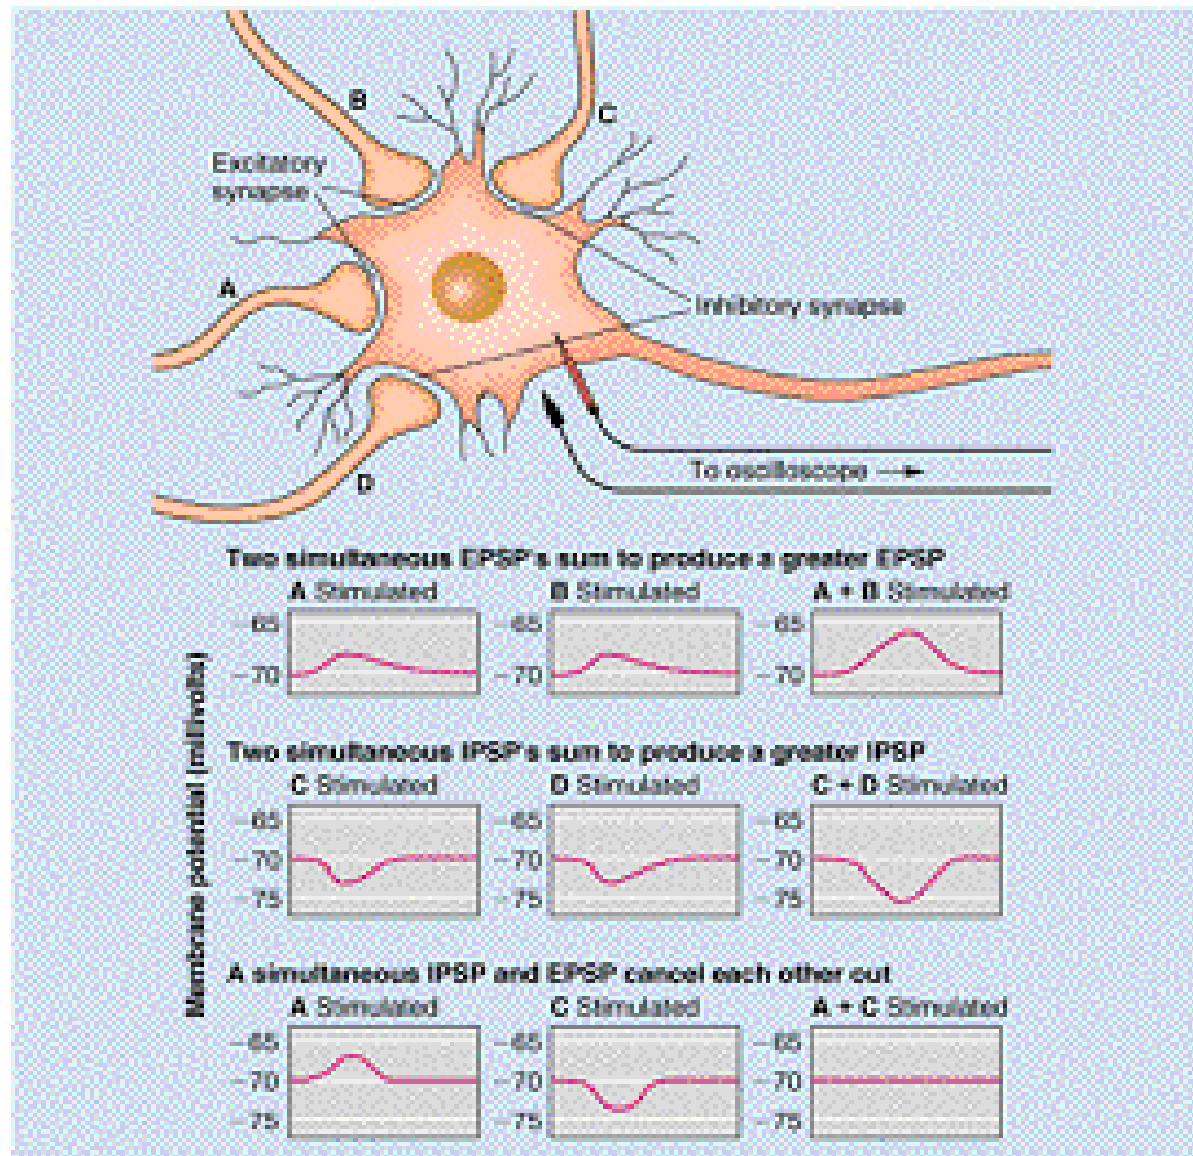 B
C
Excitatory
synapse
A
Inhibitory synapse
D
To oscilloscope
Two simultaneous EPSP's sum to produce a greater EPSP
A Stimulated B Stimulated A + B Stimulated
-65 -65 -65
-70 -70 -70
Membrane potential (millivolts)
Two simultaneous IPSP's sum to produce a greater IPSP
C Stimulated D Stimulated C + D Stimulated
-65 -65 -65
-70 -70 -70
-75 -75 -75
A simultaneous IPSP and EPSP cancel each other out
A Stimulated C Stimulated A + C Stimulated
-65 -65 -65
-70 -70 -70
-75 -75 -75